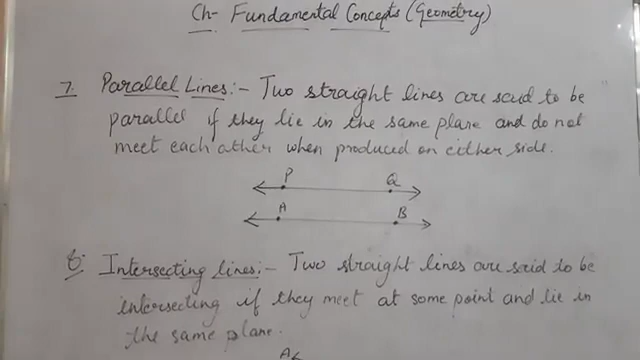 Ch- Fundamental Concepts (Geometry)
7. Parallel Lines:- Two straight lines are said to be
parallel if they lie in the same plane and do not
meet each other when produced on either side.
P Q
A B
Intersecting lines:- Two straight lines are said to be
intersecting if they meet at some point and lie in
the same plane.
A